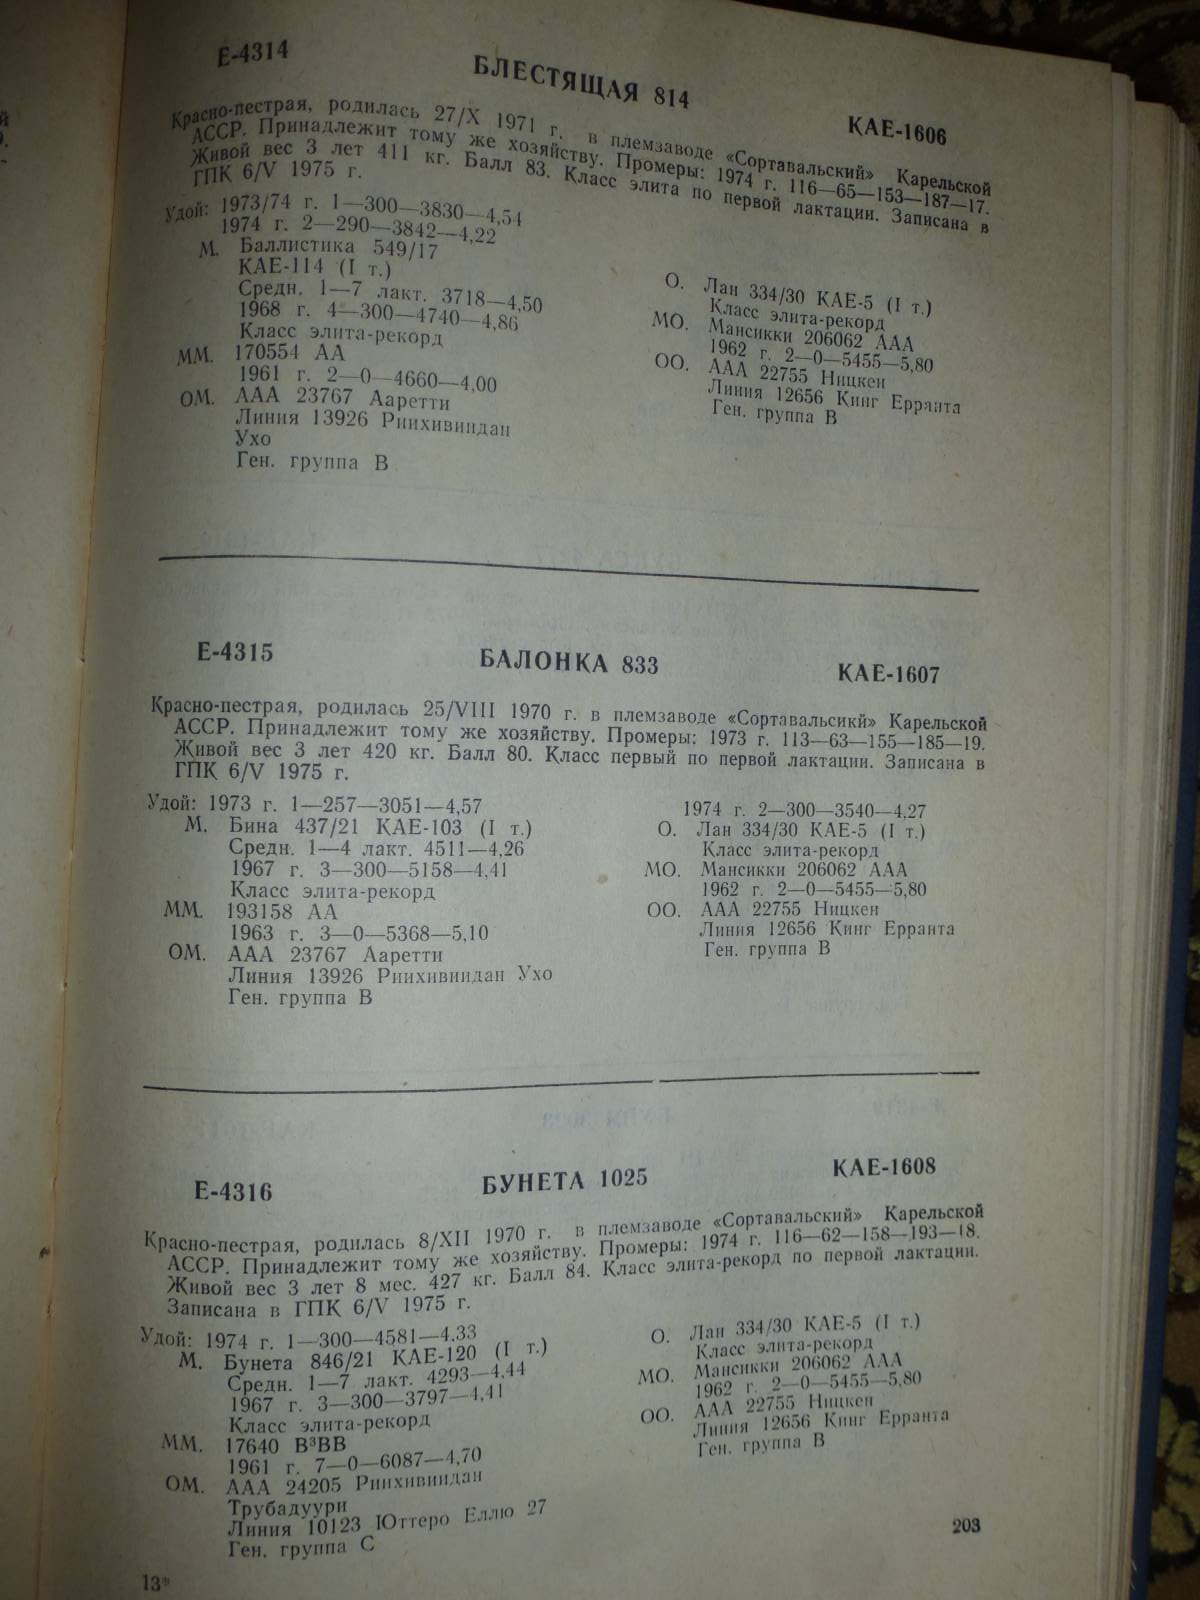 Е-4314
БЛЕСТЯЩАЯ 814
КАЕ-1606
Красно-пестрая, родилась 27/X 1971 г. в племзаводе «Сортавальский» Карельской
АССР. Принадлежит тому же хозяйству. Промеры: 1974 г. 116—65—153—187—17.
Живой вес 3 лет 411 кг. Балл 83. Класс элита по первой лактации. Записана в
ГПК 6/V 1975 г.
Удой: 1973/74 г. 1—300—3830—4,54
1974 г. 2—290—3842—4,22
М. Баллистика 549/17
КАЕ-114 (I т.)
Средн. 1—7 лакт. 3718—4,50
1968 г. 4—300—4740—4,86
Класс элита-рекорд
ММ. 170554 АА
1961 г. 2—0—4660—4,00
ОМ. ААА 23767 Ааретти
Линия 13926 Риихивиидан
Ухо
Ген. группа В
О. Лан 334/30 КАЕ-5 (I т.)
Класс элита-рекорд
МО. Мансикки 206062 ААА
1962 г. 2—0—5455—5,80
ОО. ААА 22755 Ницкен
Линия 12656 Кинг Ерранта
Ген. группа В
Е-4315
БАЛОНКА 833
КАЕ-1607
Красно-пестрая, родилась 25/VIII 1970 г. в племзаводе «Сортавальсикй» Карельской
АССР. Принадлежит тому же хозяйству. Промеры: 1973 г. 113—63—155—185—19.
Живой вес 3 лет 420 кг. Балл 80. Класс первый по первой лактации. Записана в
ГПК 6/V 1975 г.
Удой: 1973 г. 1—257—3051—4,57
М. Бина 437/21 КАЕ-103 (I т.)
Средн. 1—4 лакт. 4511—4,26
1967 г. 3—300—5158—4,41
Класс элита-рекорд
ММ. 193158 АА
1963 г. 3—0—5368—5,10
ОМ. ААА 23767 Ааретти
Линия 13926 Риихивиидан Ухо
Ген. группа В
1974 г. 2—300—3540—4,27
О. Лан 334/30 КАЕ-5 (I т.)
Класс элита-рекорд
МО. Мансикки 206062 ААА
1962 г. 2—0—5455—5,80
ОО. ААА 22755 Ницкен
Линия 12656 Кинг Ерранта
Ген. группа В
Е-4316
БУНЕТА 1025
КАЕ-1608
Красно-пестрая, родилась 8/XII 1970 г. в племзаводе «Сортавальский» Карельской
АССР. Принадлежит тому же хозяйству. Промеры: 1974 г. 116—62—158—193—18.
Живой вес 3 лет 8 мес. 427 кг. Балл 84. Класс элита-рекорд по первой лактации.
Записана в ГПК 6/V 1975 г.
Удой: 1974 г. 1—300—4581—4.33
М. Бунета 846/21 КАЕ-120 (I т.)
Средн. 1—7 лакт. 4293—4,44
1967 г. 3—300—3797—4,41
Класс элита-рекорд
ММ. 17640 В³ВВ
1961 г. 7—0—6087—4,70
ОМ. ААА 24205 Риихивиидан
Трубадуури
Линия 10123 Юттеро Еллю 27
Ген. группа С
О. Лан 334/30 КАЕ-5 (I т.)
Класс элита-рекорд
МО. Мансикки 206062 ААА
1962 г. 2—0—5455—5,80
ОО. ААА 22755 Ницкен
Линия 12656 Кинг Ерранта
Ген. группа В
203
13*